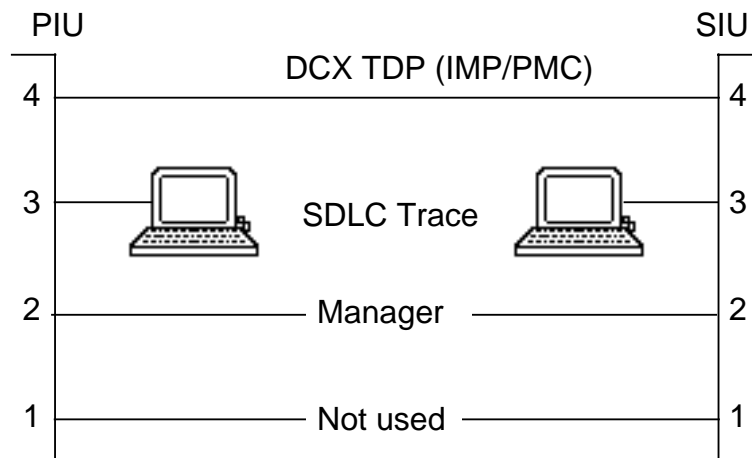 PIU SIU
DCX TDP (IMP/PMC)
4 4
3 SDLC Trace 3
2 Manager 2
1 Not used 1